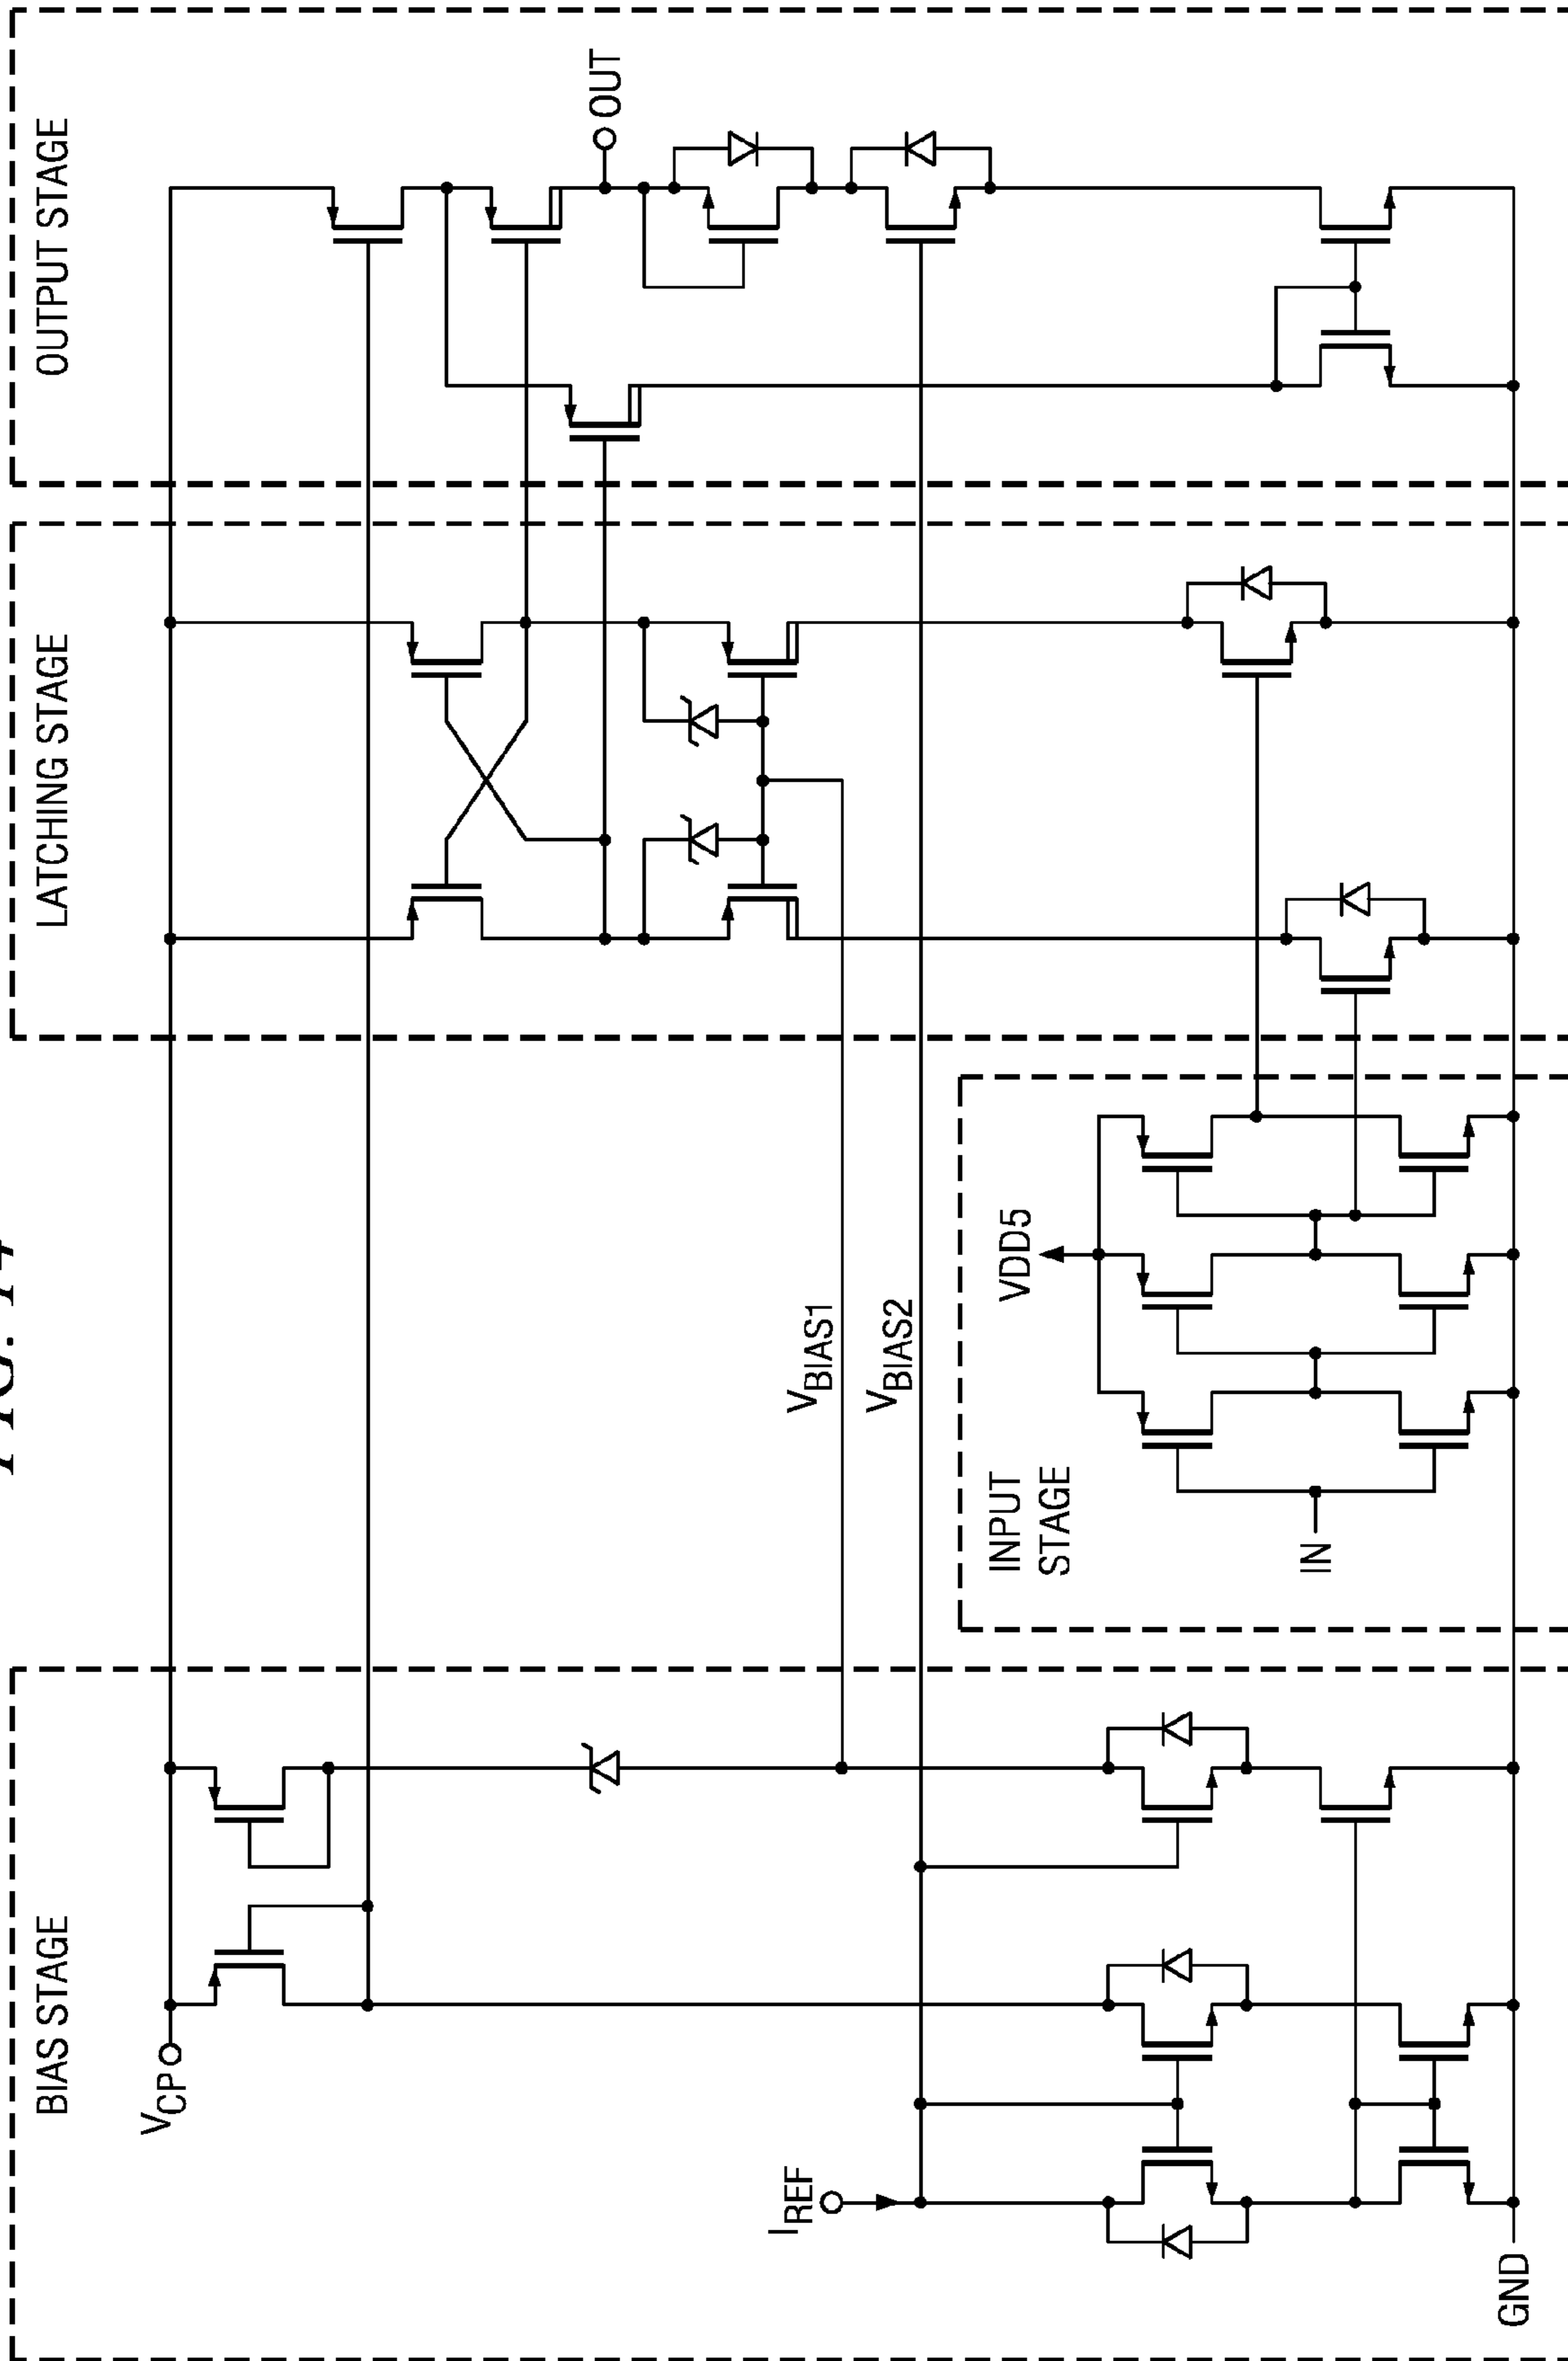 BIAS STAGE
LATCHING STAGE
OUTPUT STAGE
VCP
OUT
IREF
VBIAS1
VBIAS2
INPUT
STAGE
VDD5
IN
GND